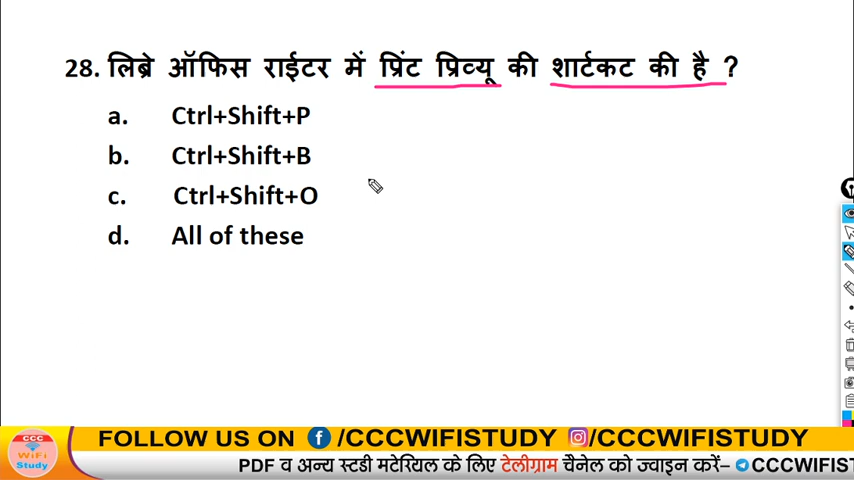 28. लिब्रे ऑफिस राईटर में प्रिंट प्रिव्यू की शार्टकट की है ?
a. Ctrl+Shift+P
b. Ctrl+Shift+B
c. Ctrl+Shift+O
d. All of these
CCC
WiFi
Study
FOLLOW US ON /CCCWIFISTUDY /CCCWIFISTUDY
PDF व अन्य स्टडी मटेरियल के लिए टेलीग्राम चैनेल को ज्वाइन करें– CCCWIFIST